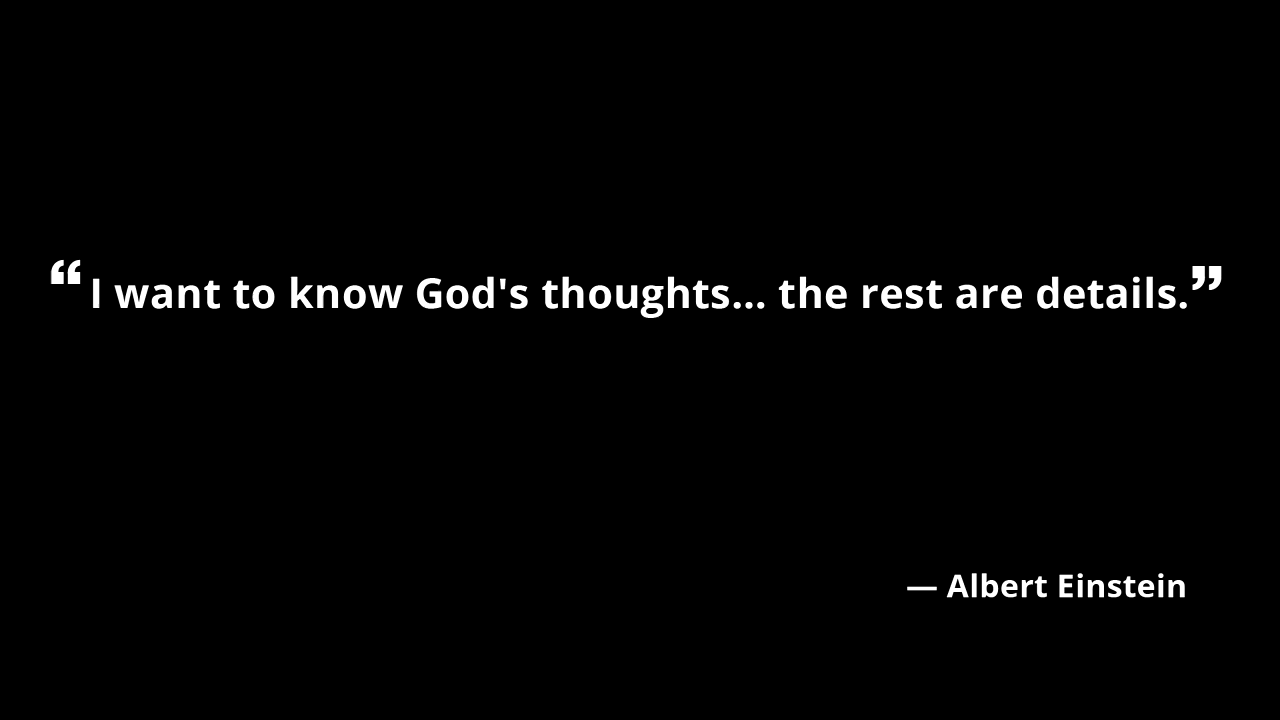 “I want to know God's thoughts... the rest are details.”
— Albert Einstein